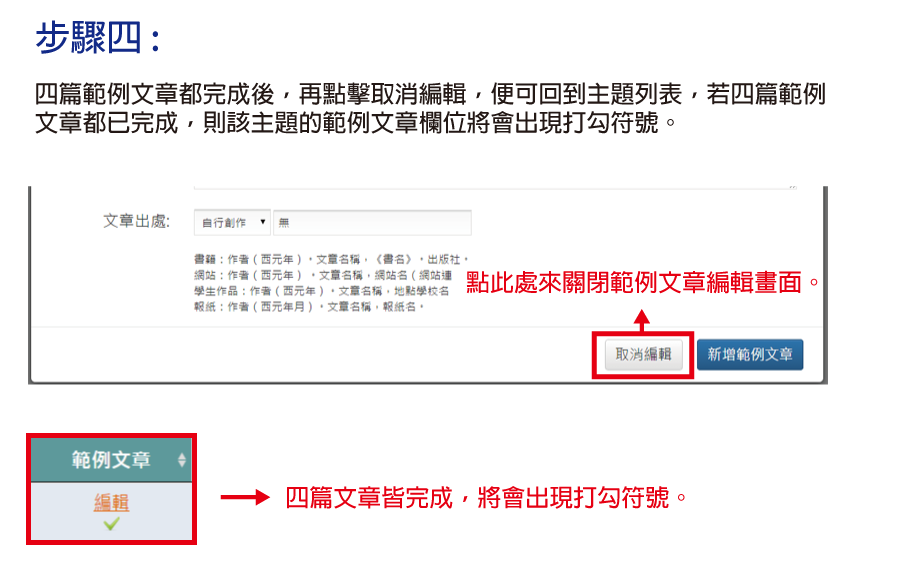 步驟四：
四篇範例文章都完成後，再點擊取消編輯，便可回到主題列表，若四篇範例
文章都已完成，則該主題的範例文章欄位將會出現打勾符號。
文章出處: 自行創作 無
書籍：作者（西元年）。文章名稱，《書名》。出版社。
網站：作者（西元年）。文章名稱，網站名（網站連
學生作品：作者（西元年）。文章名稱，地點學校名
報紙：作者（西元年月）。文章名稱，報紙名。
點此處來關閉範例文章編輯畫面。
取消編輯 新增範例文章
範例文章
編輯
四篇文章皆完成，將會出現打勾符號。